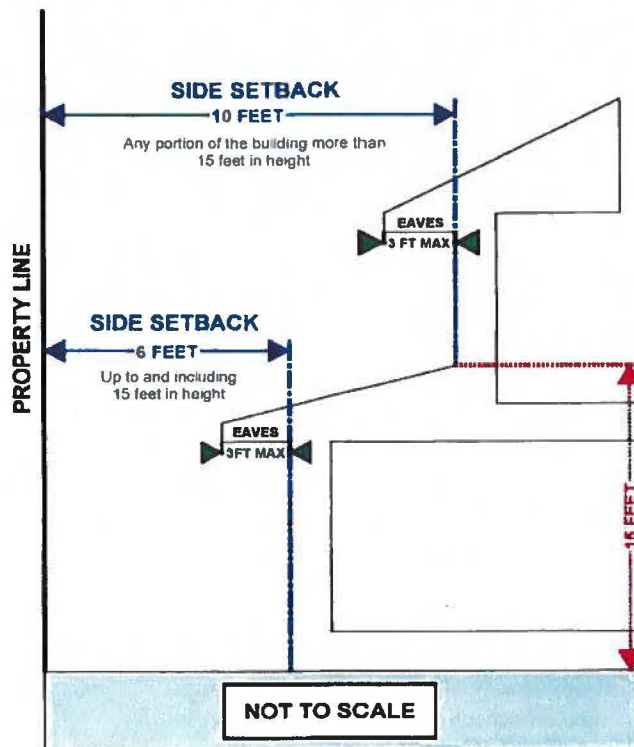 SIDE SETBACK
10 FEET
Any portion of the building more than
15 feet in height
EAVES
3 FT MAX
SIDE SETBACK
6 FEET
Up to and including
15 feet in height
EAVES
3FT MAX
PROPERTY LINE
15 FEET
NOT TO SCALE